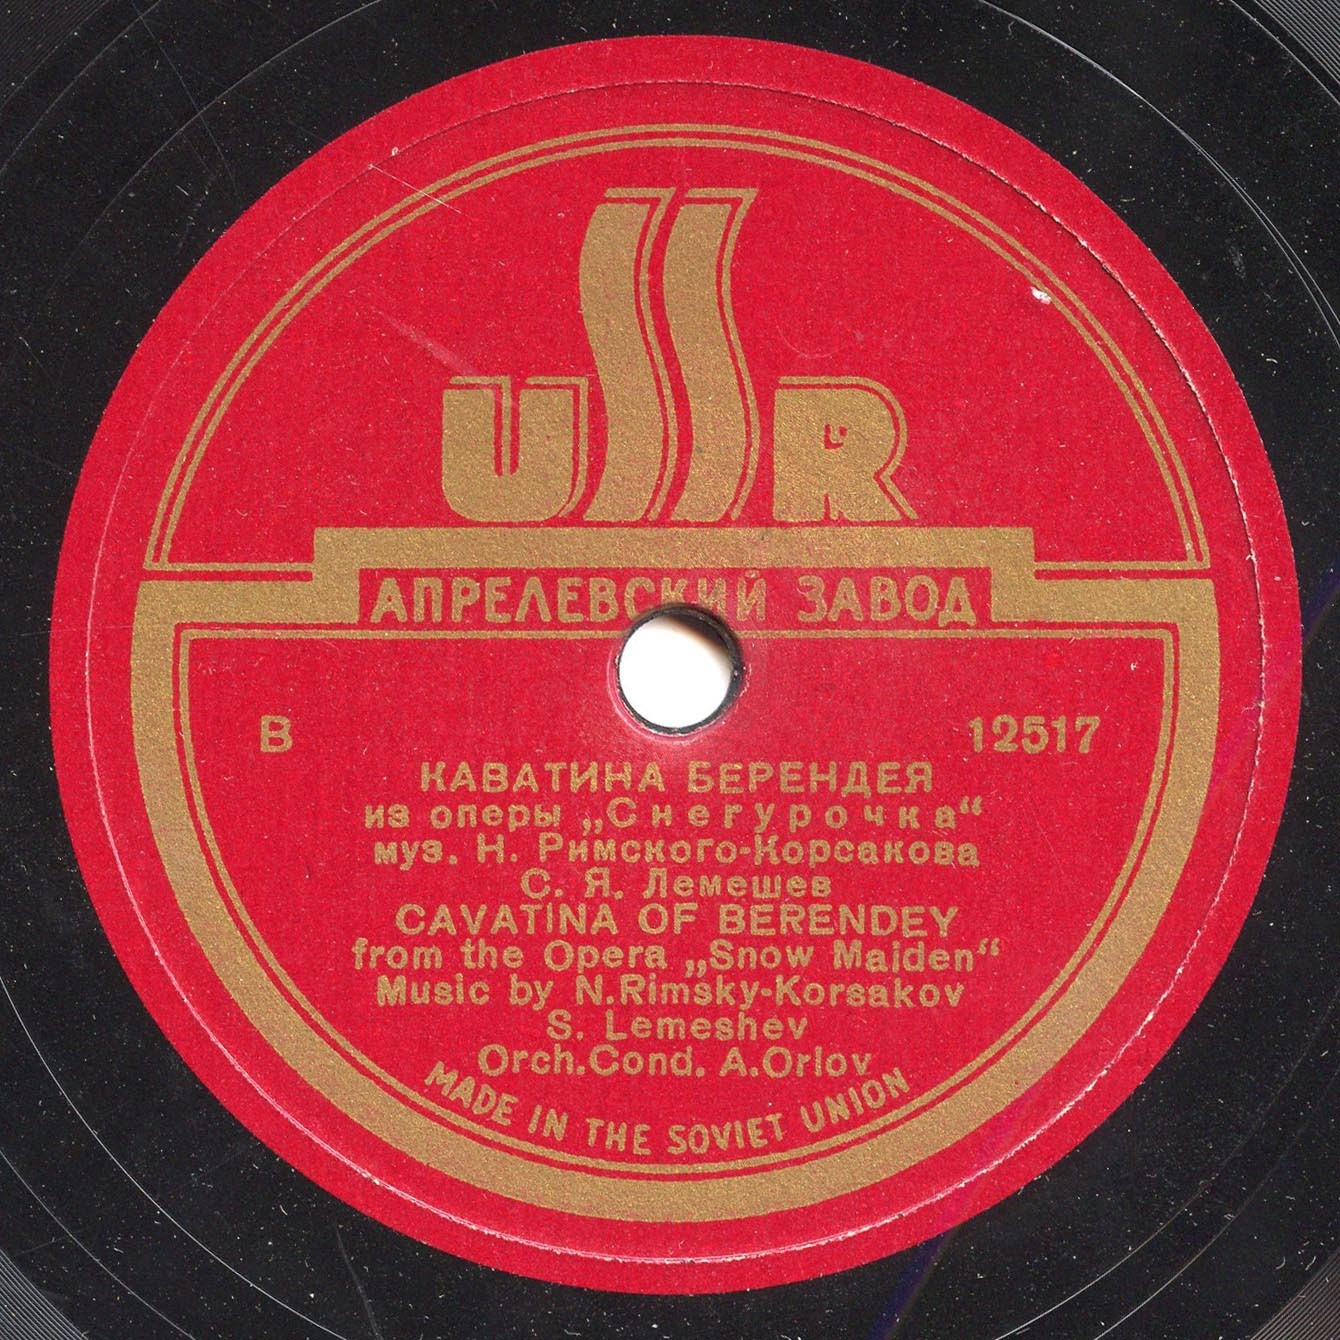 USSR
АПРЕЛЕВСКИЙ ЗАВОД
В 12517
КАВАТИНА БЕРЕНДЕЯ
из оперы „Снегурочка“
муз. Н. Римского-Корсакова
С. Я. Лемешев
CAVATINA OF BERENDEY
from the Opera „Snow Maiden“
Music by N.Rimsky-Korsakov
S. Lemeshev
Orch.Cond. A.Orlov
MADE IN THE SOVIET UNION